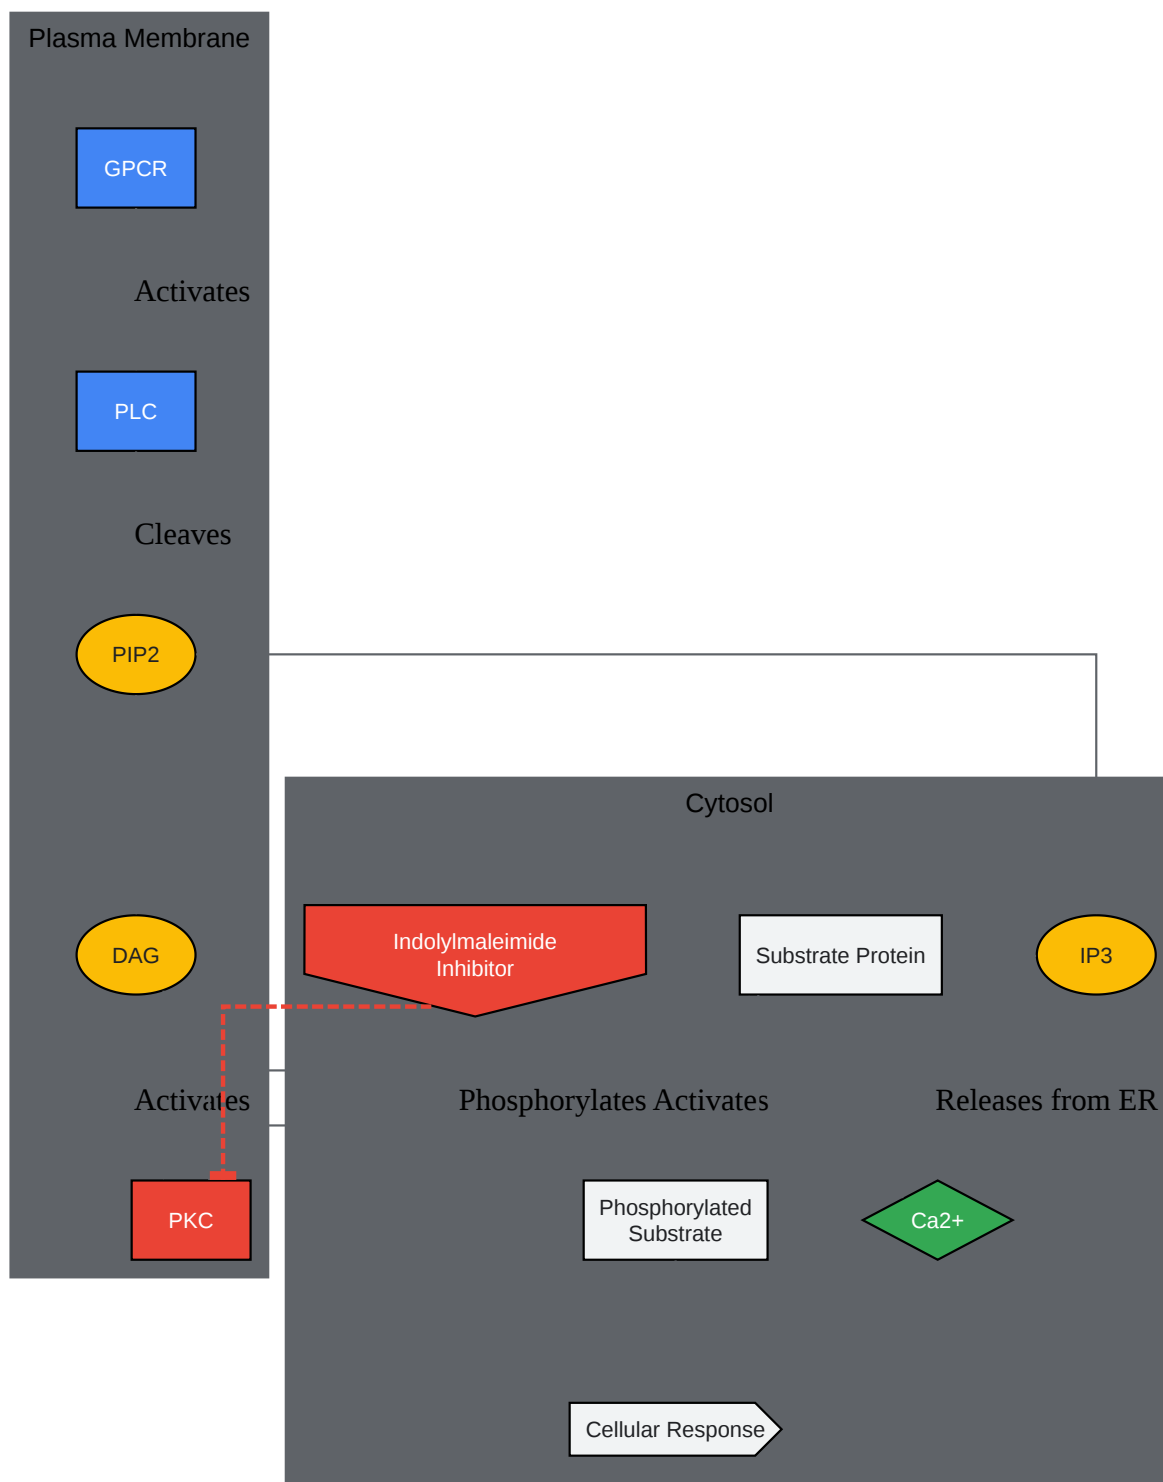 Plasma Membrane
GPCR
Activates
PLC
Cleaves
PIP2
Cytosol
DAG
Indolylmaleimide
Inhibitor
Substrate Protein
IP3
Activates
Phosphorylates
Activates
Releases from ER
PKC
Phosphorylated
Substrate
Ca2+
Cellular Response